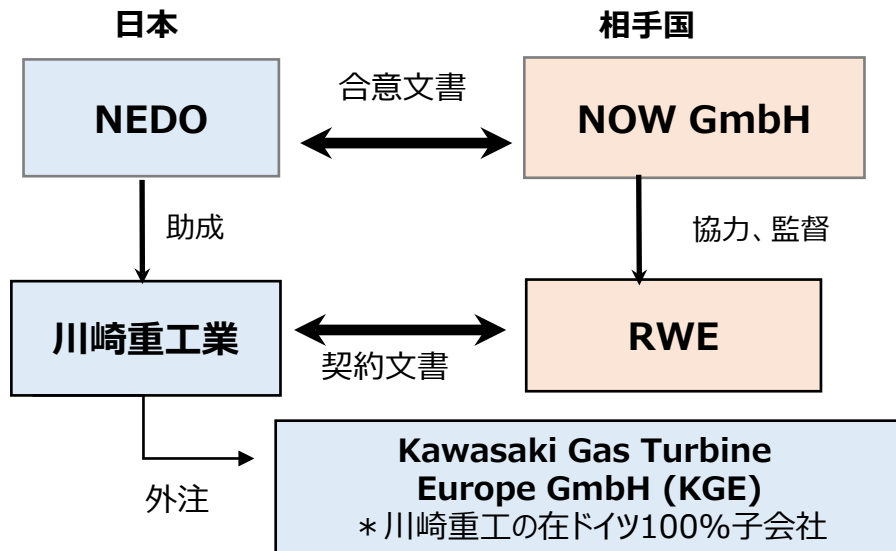 日本
相手国
NEDO
合意文書
NOW GmbH
助成
協力、監督
川崎重工業
契約文書
RWE
外注
Kawasaki Gas Turbine
Europe GmbH (KGE)
＊川崎重工の在ドイツ100%子会社